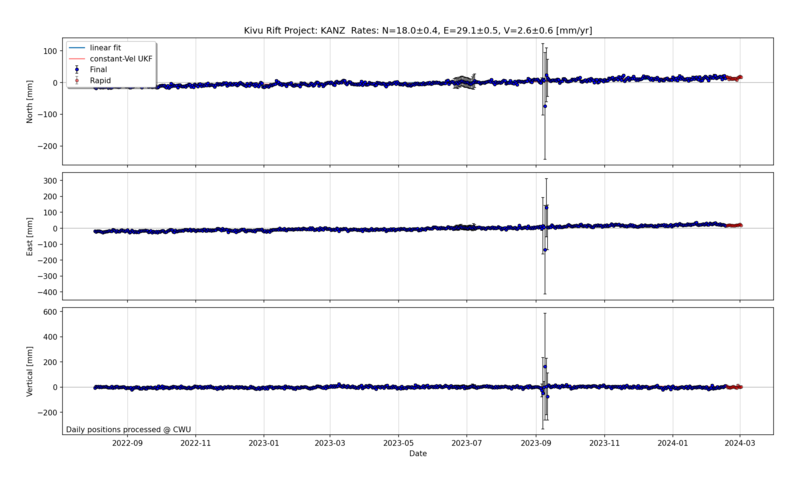 Kivu Rift Project: KANZ  Rates: N=18.0±0.4, E=29.1±0.5, V=2.6±0.6 [mm/yr]
linear fit
constant-Vel UKF
Final
Rapid
North [mm]
100
0
−100
−200
East [mm]
300
200
100
0
−100
−200
−300
−400
Vertical [mm]
600
400
200
0
−200
Daily positions processed @ CWU
2022-09 2022-11 2023-01 2023-03 2023-05 2023-07 2023-09 2023-11 2024-01 2024-03
Date